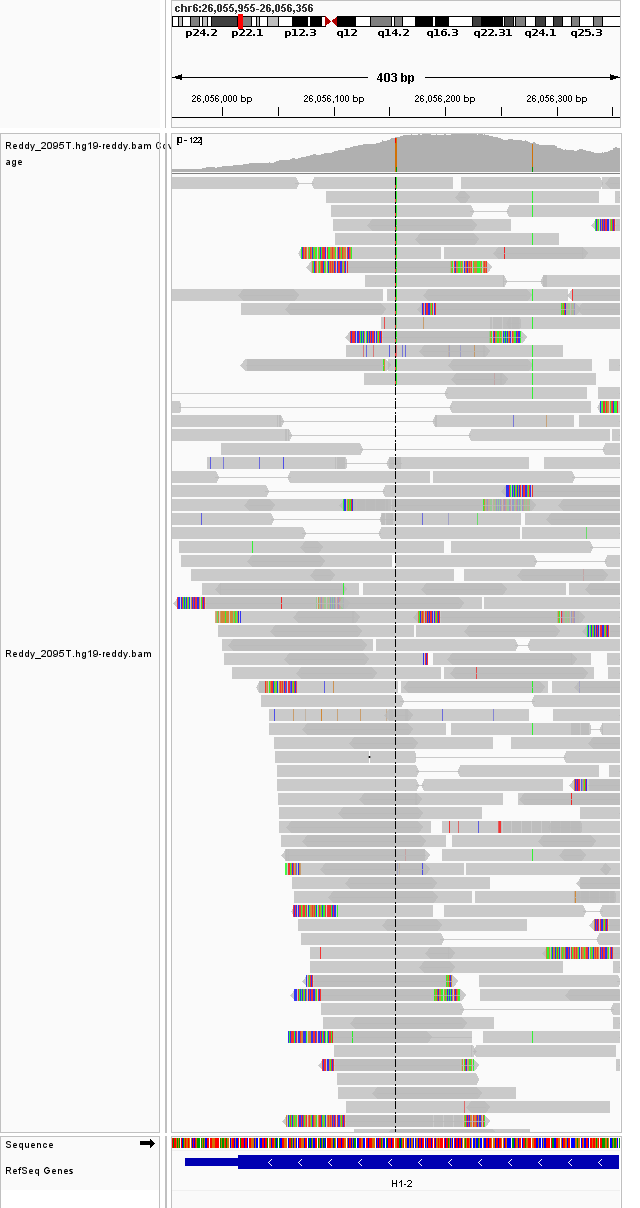 chr6:26,055,955-26,056,356
p24.2 p22.1 p12.3 q12 q14.2 q16.3 q22.31 q24.1 q25.3
403 bp
26,056,000 bp 26,056,100 bp 26,056,200 bp 26,056,300 bp
[0 - 122]
Reddy_2095T.hg19-reddy.bam Cov
age
Reddy_2095T.hg19-reddy.bam
Sequence
RefSeq Genes
H1-2